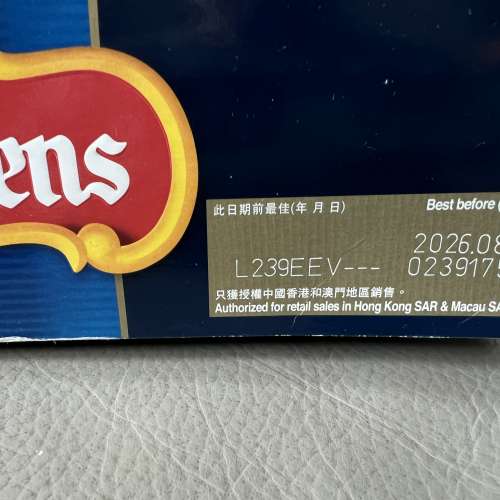 ens
此日期前最佳(年 月 日) Best before (
2026.08
L239EEV--- 0239175
只獲授權中國香港和澳門地區銷售。
Authorized for retail sales in Hong Kong SAR & Macau SA